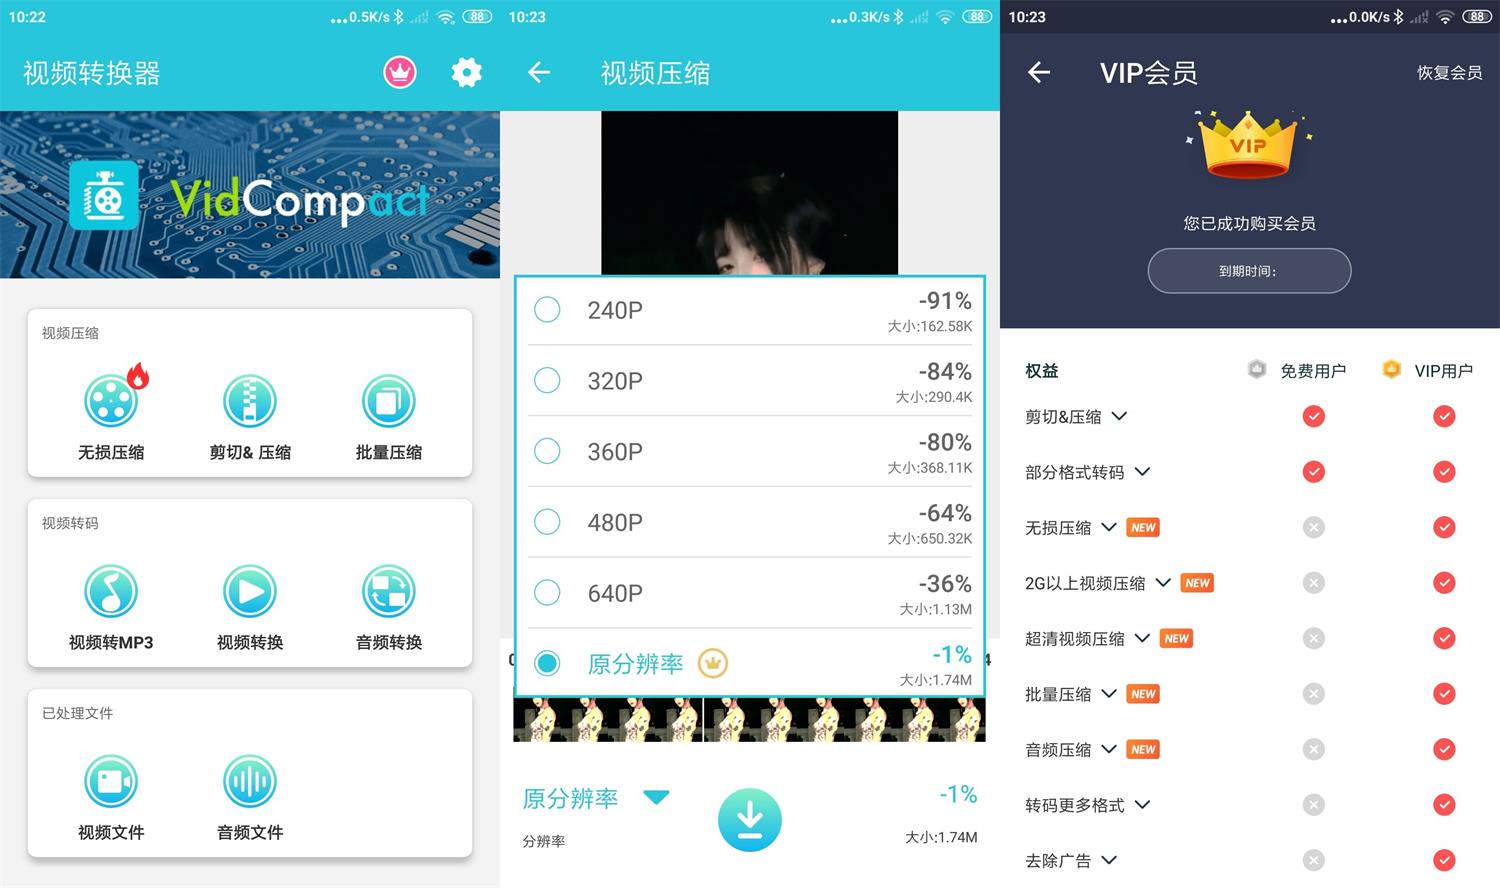 10:22
...0.5K/s
88
视频转换器
VidCompact
视频压缩
无损压缩
剪切& 压缩
批量压缩
视频转码
视频转MP3
视频转换
音频转换
已处理文件
视频文件
音频文件
10:23
...0.3K/s
88
视频压缩
240P
-91%
大小:162.58K
320P
-84%
大小:290.4K
360P
-80%
大小:368.11K
480P
-64%
大小:650.32K
640P
-36%
大小:1.13M
原分辨率
-1%
大小:1.74M
4
原分辨率
-1%
分辨率
大小:1.74M
10:23
...0.0K/s
88
VIP会员
恢复会员
VIP
您已成功购买会员
到期时间:
权益
免费用户
VIP用户
剪切&压缩
部分格式转码
无损压缩
NEW
2G以上视频压缩
NEW
超清视频压缩
NEW
批量压缩
NEW
音频压缩
NEW
转码更多格式
去除广告